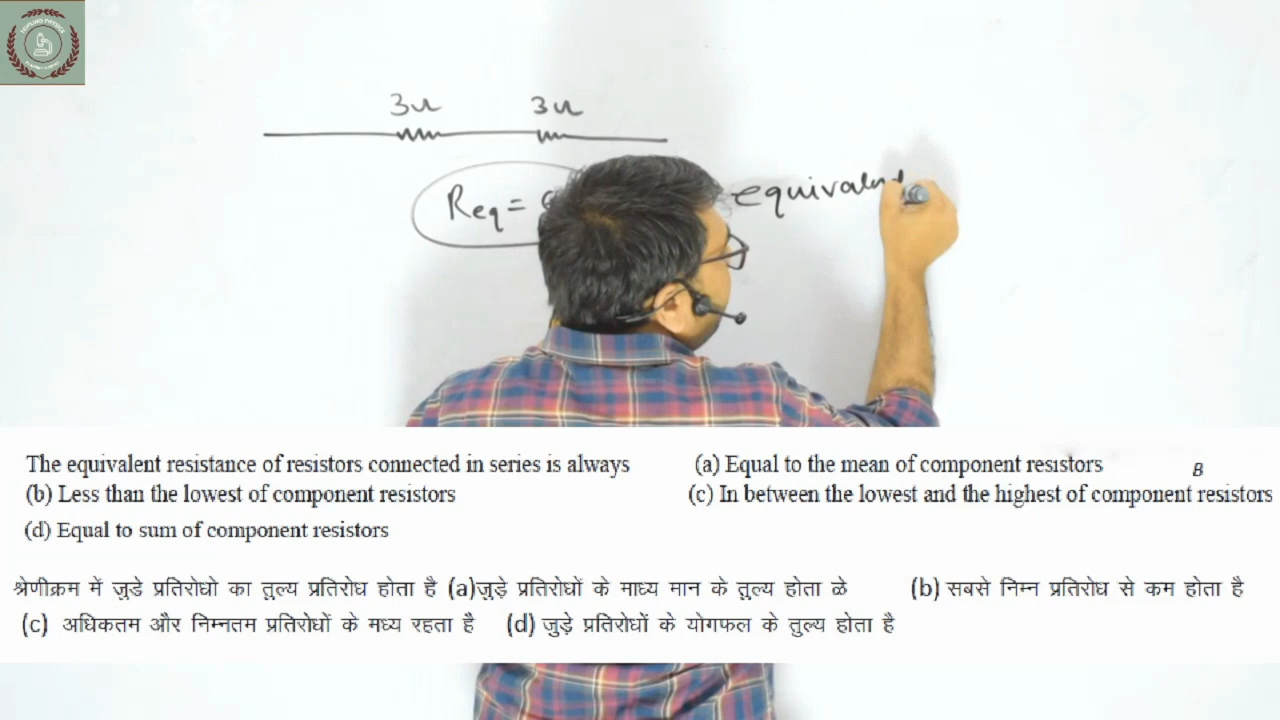 3Ω 3Ω
Req =
equivalent
The equivalent resistance of resistors connected in series is always (a) Equal to the mean of component resistors B
(b) Less than the lowest of component resistors (c) In between the lowest and the highest of component resistors
(d) Equal to sum of component resistors
श्रेणीक्रम में जुडे प्रतिरोधो का तुल्य प्रतिरोध होता है (a)जुड़े प्रतिरोधों के माध्य मान के तुल्य होता ळे (b) सबसे निम्न प्रतिरोध से कम होता है
(c) अधिकतम और निम्नतम प्रतिरोधों के मध्य रहता है (d) जुड़े प्रतिरोधों के योगफल के तुल्य होता है